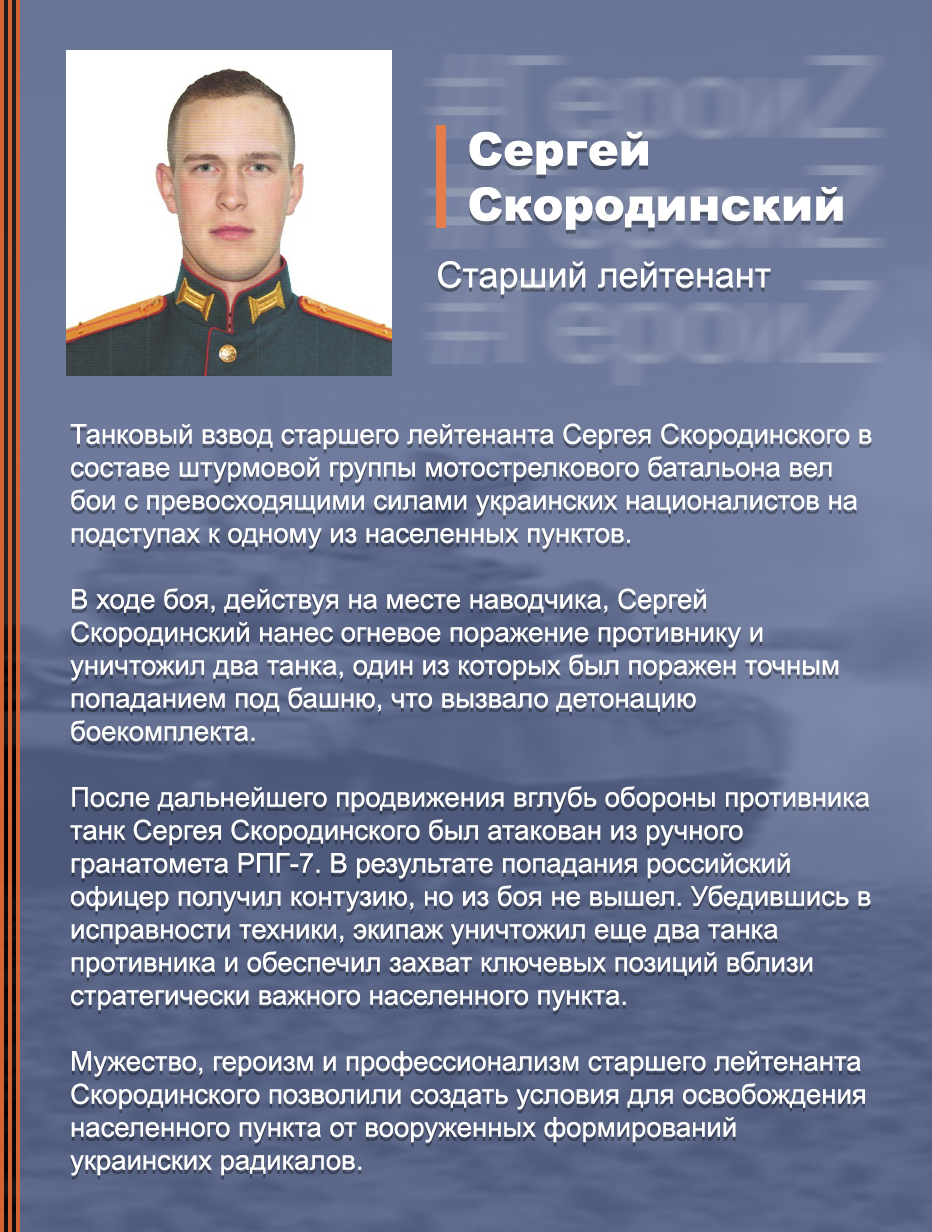 #ГероиZ
Сергей
#ГероиZ
Скородинский
Старший лейтенант
#ГероиZ
Танковый взвод старшего лейтенанта Сергея Скородинского в
составе штурмовой группы мотострелкового батальона вел
бои с превосходящими силами украинских националистов на
подступах к одному из населенных пунктов.
В ходе боя, действуя на месте наводчика, Сергей
Скородинский нанес огневое поражение противнику и
уничтожил два танка, один из которых был поражен точным
попаданием под башню, что вызвало детонацию
боекомплекта.
После дальнейшего продвижения вглубь обороны противника
танк Сергея Скородинского был атакован из ручного
гранатомета РПГ-7. В результате попадания российский
офицер получил контузию, но из боя не вышел. Убедившись в
исправности техники, экипаж уничтожил еще два танка
противника и обеспечил захват ключевых позиций вблизи
стратегически важного населенного пункта.
Мужество, героизм и профессионализм старшего лейтенанта
Скородинского позволили создать условия для освобождения
населенного пункта от вооруженных формирований
украинских радикалов.